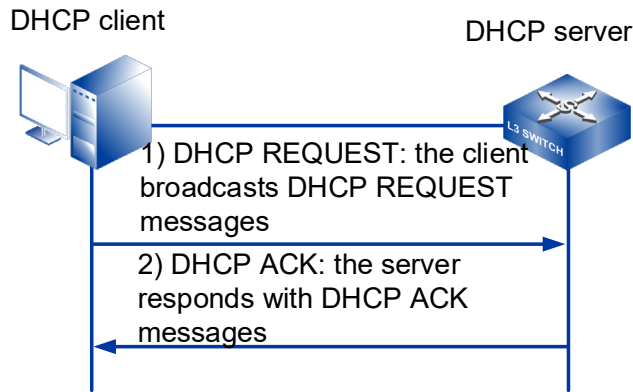 DHCP client
DHCP server
L3 SWITCH
S
1) DHCP REQUEST: the client
broadcasts DHCP REQUEST
messages
2) DHCP ACK: the server
responds with DHCP ACK
messages